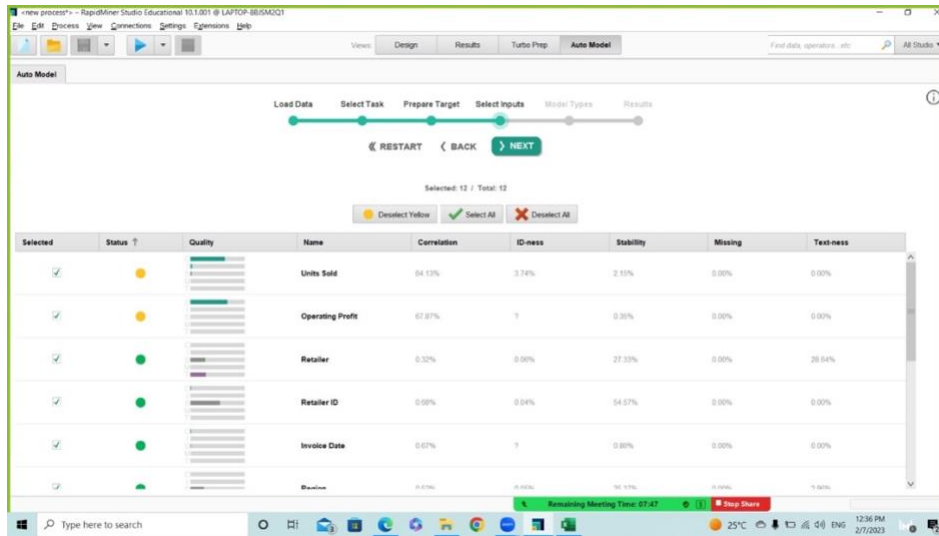 <new process*> - RapidMiner Studio Educational 10.1.001 @ LAPTOP-8BJSM2Q1
File Edit Process View Connections Settings Extensions Help
Views: Design Results Turbo Prep Auto Model Find data, operators...etc All Studio
Auto Model
Load Data Select Task Prepare Target Select Inputs Model Types Results
RESTART BACK NEXT
Selected: 12 / Total: 12
Deselect Yellow Select All Deselect All
Selected Status Quality Name Correlation ID-ness Stability Missing Text-ness
Units Sold 84.13% 3.74% 2.15% 0.00% 0.00%
Operating Profit 67.87% ? 0.35% 0.00% 0.00%
Retailer 0.32% 0.06% 27.33% 0.00% 28.64%
Retailer ID 0.68% 0.04% 54.57% 0.00% 0.00%
Invoice Date 0.67% ? 0.80% 0.00% 0.00%
Region
Remaining Meeting Time: 07:47 Stop Share
Type here to search 25°C ENG 12:36 PM
2/7/2023